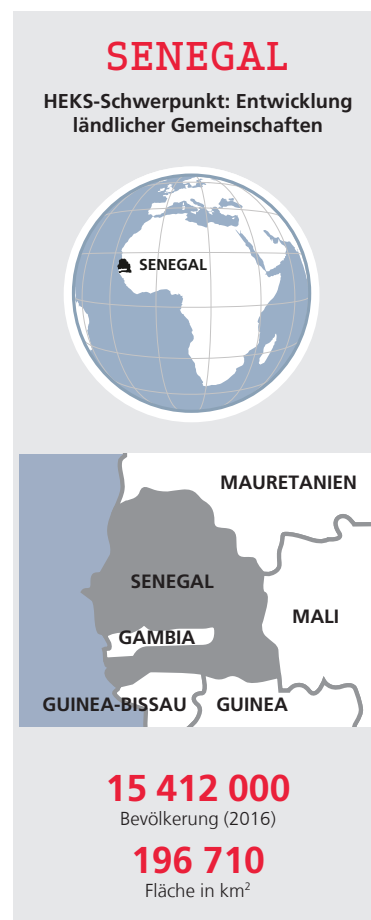 SENEGAL
HEKS-Schwerpunkt: Entwicklung
ländlicher Gemeinschaften
SENEGAL
MAURETANIEN
SENEGAL
MALI
GAMBIA
GUINEA-BISSAU GUINEA
15 412 000
Bevölkerung (2016)
196 710
Fläche in km²